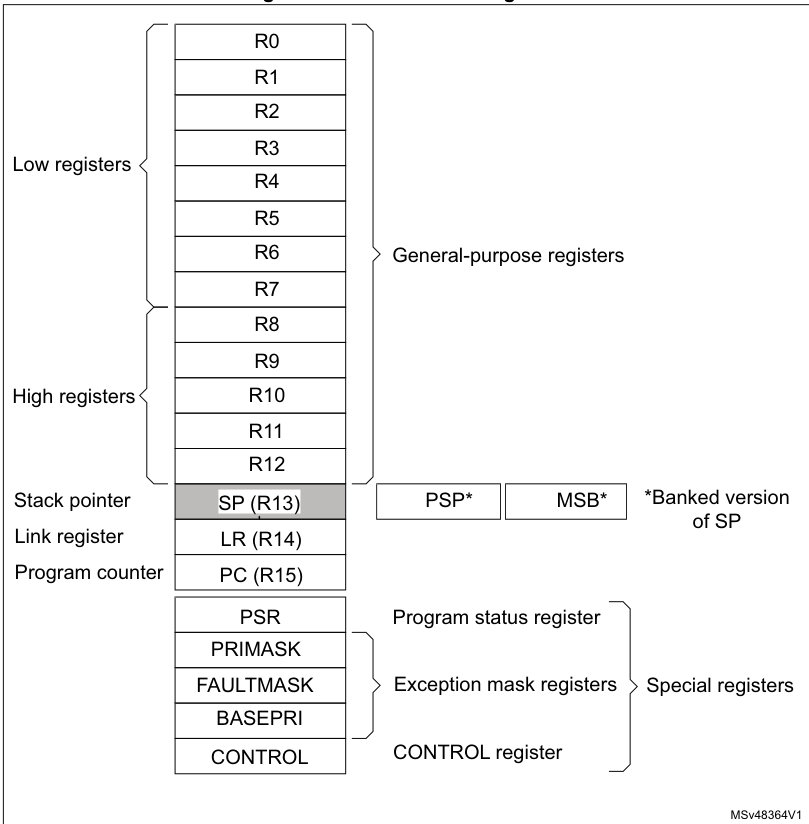 R0
R1
R2
R3
Low registers
R4
R5
R6
General-purpose registers
R7
R8
R9
High registers
R10
R11
R12
Stack pointer SP (R13) PSP* MSB* *Banked version
of SP
Link register LR (R14)
Program counter PC (R15)
PSR Program status register
PRIMASK
FAULTMASK Exception mask registers Special registers
BASEPRI
CONTROL CONTROL register
MSv48364V1